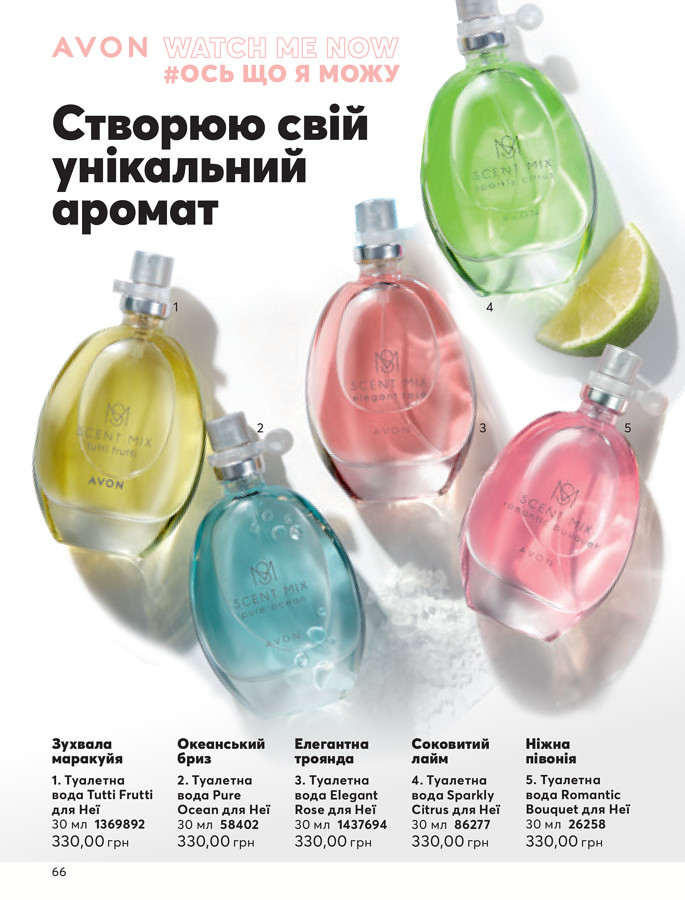 AVON WATCH ME NOW
#ОСЬ ЩО Я МОЖУ
Створюю свій
унікальний
аромат
SCENT MIX
sparkly citrus
AVON
4
1
SCENT MIX
tutti frutti
AVON
SCENT MIX
elegant rose
AVON
3
2
SCENT MIX
pure ocean
AVON
5
SCENT MIX
romantic bouquet
AVON
Зухвала
маракуйя
1. Туалетна
вода Tutti Frutti
для Неї
30 мл 1369892
330,00 грн
Океанський
бриз
2. Туалетна
вода Pure
Ocean для Неї
30 мл 58402
330,00 грн
Елегантна
троянда
3. Туалетна
вода Elegant
Rose для Неї
30 мл 1437694
330,00 грн
Соковитий
лайм
4. Туалетна
вода Sparkly
Citrus для Неї
30 мл 86277
330,00 грн
Ніжна
півонія
5. Туалетна
вода Romantic
Bouquet для Неї
30 мл 26258
330,00 грн
66